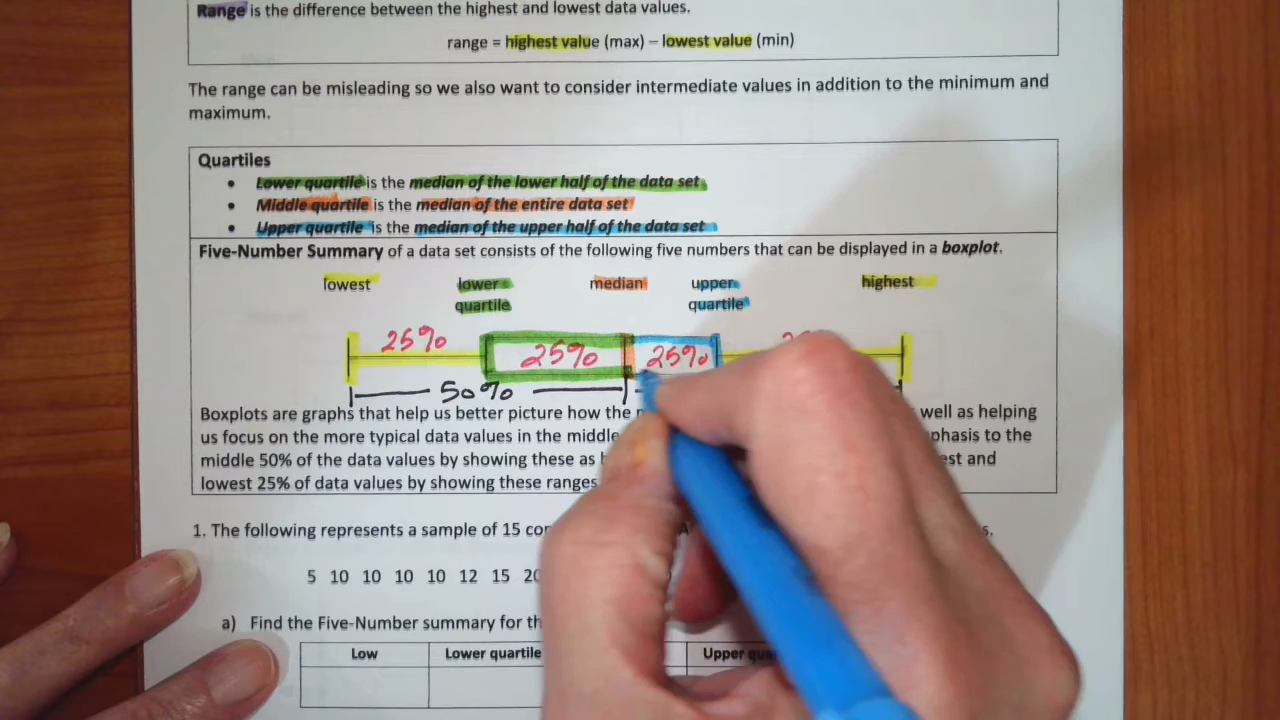 Range is the difference between the highest and lowest data values.
range = highest value (max) – lowest value (min)
The range can be misleading so we also want to consider intermediate values in addition to the minimum and
maximum.
Quartiles
• Lower quartile is the median of the lower half of the data set
• Middle quartile is the median of the entire data set
• Upper quartile is the median of the upper half of the data set
Five-Number Summary of a data set consists of the following five numbers that can be displayed in a boxplot.
lowest lower median upper highest
quartile quartile
25% 25% 25%
50%
Boxplots are graphs that help us better picture how the well as helping
us focus on the more typical data values in the middle to the
middle 50% of the data values by showing these as and
lowest 25% of data values by showing these ranges
1. The following represents a sample of 15
5 10 10 10 10 12 15
a) Find the Five-Number summary for
Low Lower quartile Upper